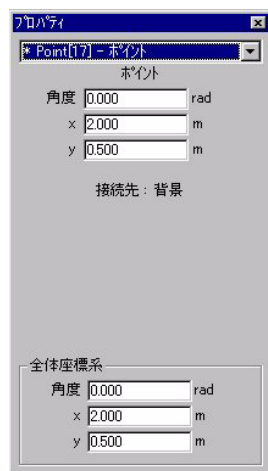 プロパティ
* Point[17] - ポイント
ポイント
角度 0.000 rad
x 2.000 m
y 0.500 m
接続先 : 背景
全体座標系
角度 0.000 rad
x 2.000 m
y 0.500 m